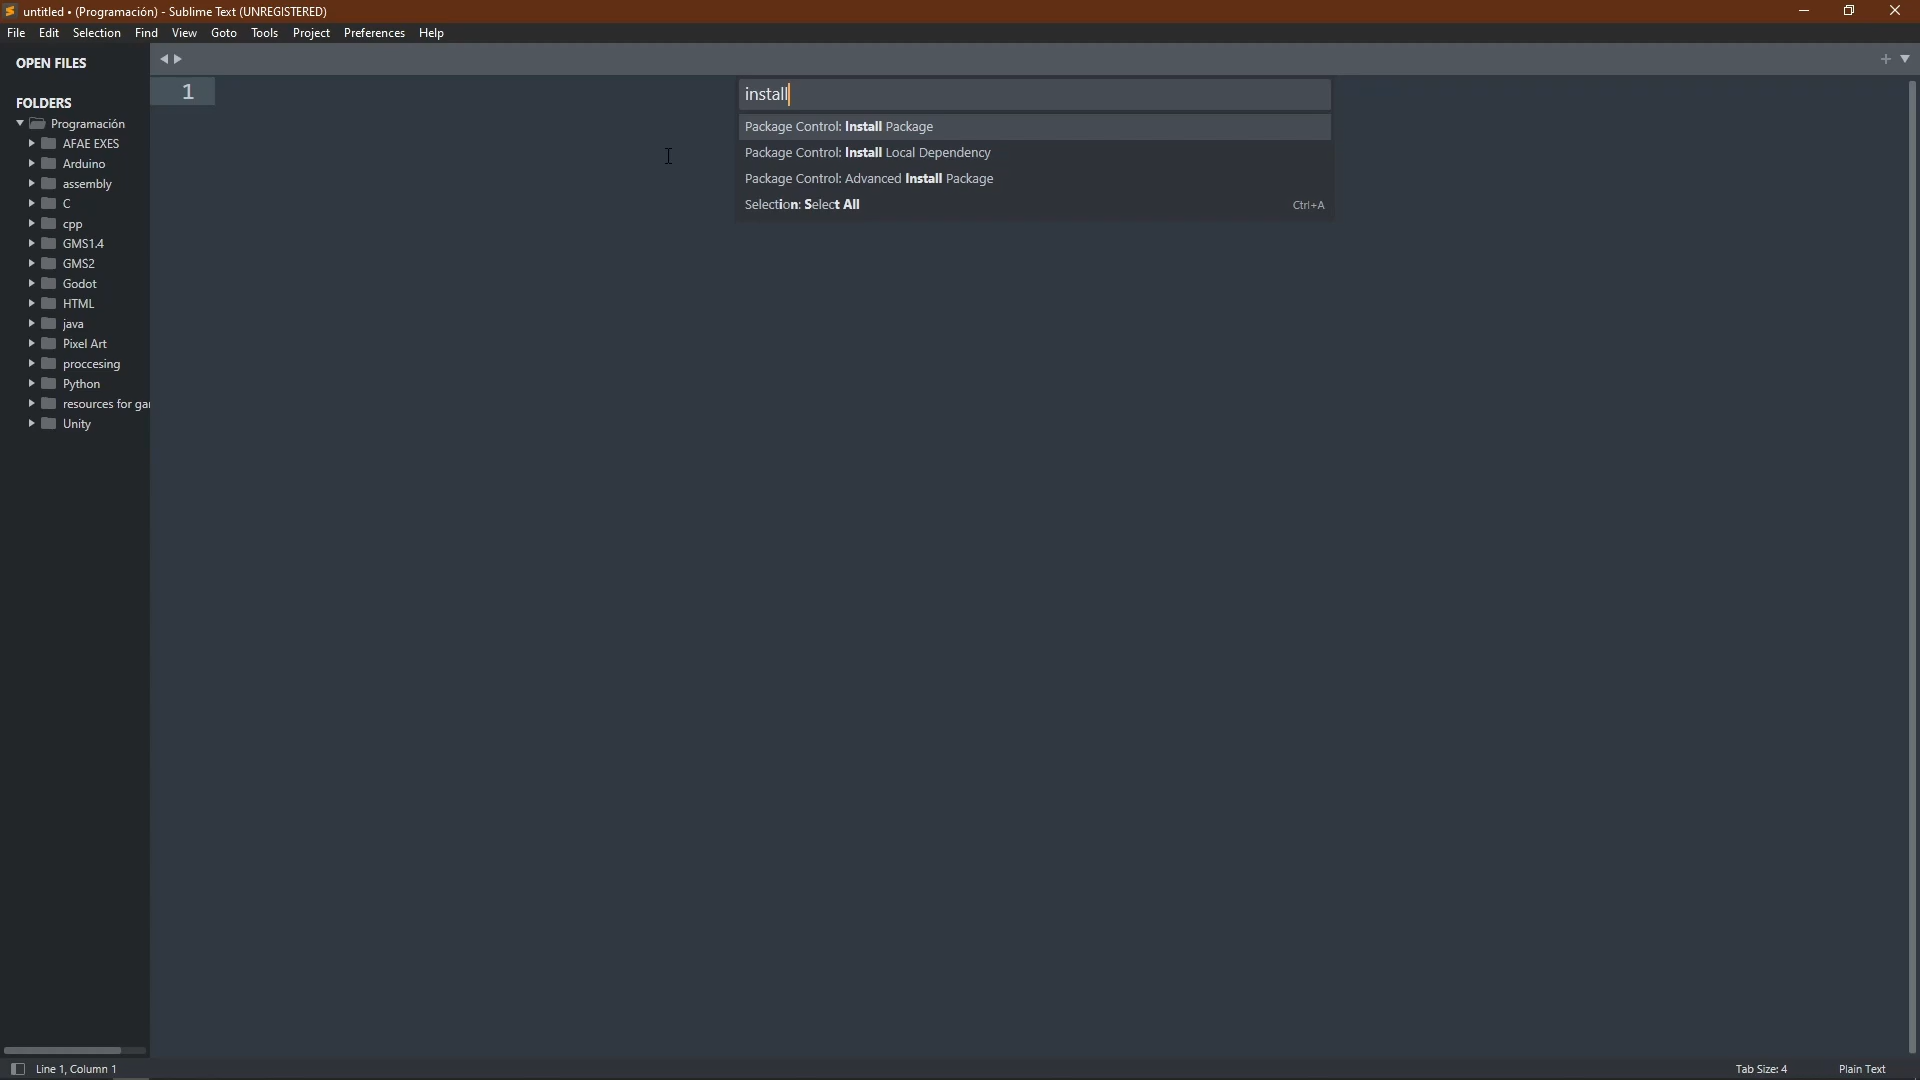 untitled • (Programación) - Sublime Text (UNREGISTERED)
File Edit Selection Find View Goto Tools Project Preferences Help
OPEN FILES
FOLDERS
Programación
AFAE EXES
Arduino
assembly
C
cpp
GMS1.4
GMS2
Godot
HTML
java
Pixel Art
proccesing
Python
resources for gar
Unity
1
install
Package Control: Install Package
Package Control: Install Local Dependency
Package Control: Advanced Install Package
Selection: Select All Ctrl+A
Line 1, Column 1
Tab Size: 4
Plain Text